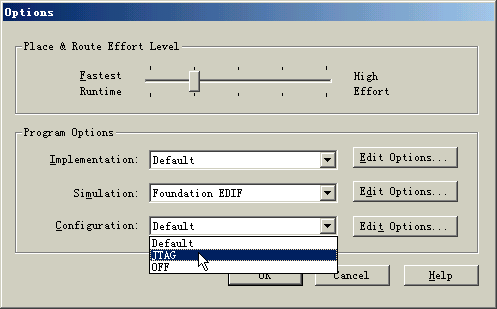 Options
Place & Route Effort Level
Fastest Runtime
High Effort
Program Options
Implementation: Default Edit Options...
Simulation: Foundation EDIF Edit Options...
Configuration: Default Edit Options...
Default
JTAG
OFF
OK Cancel Help